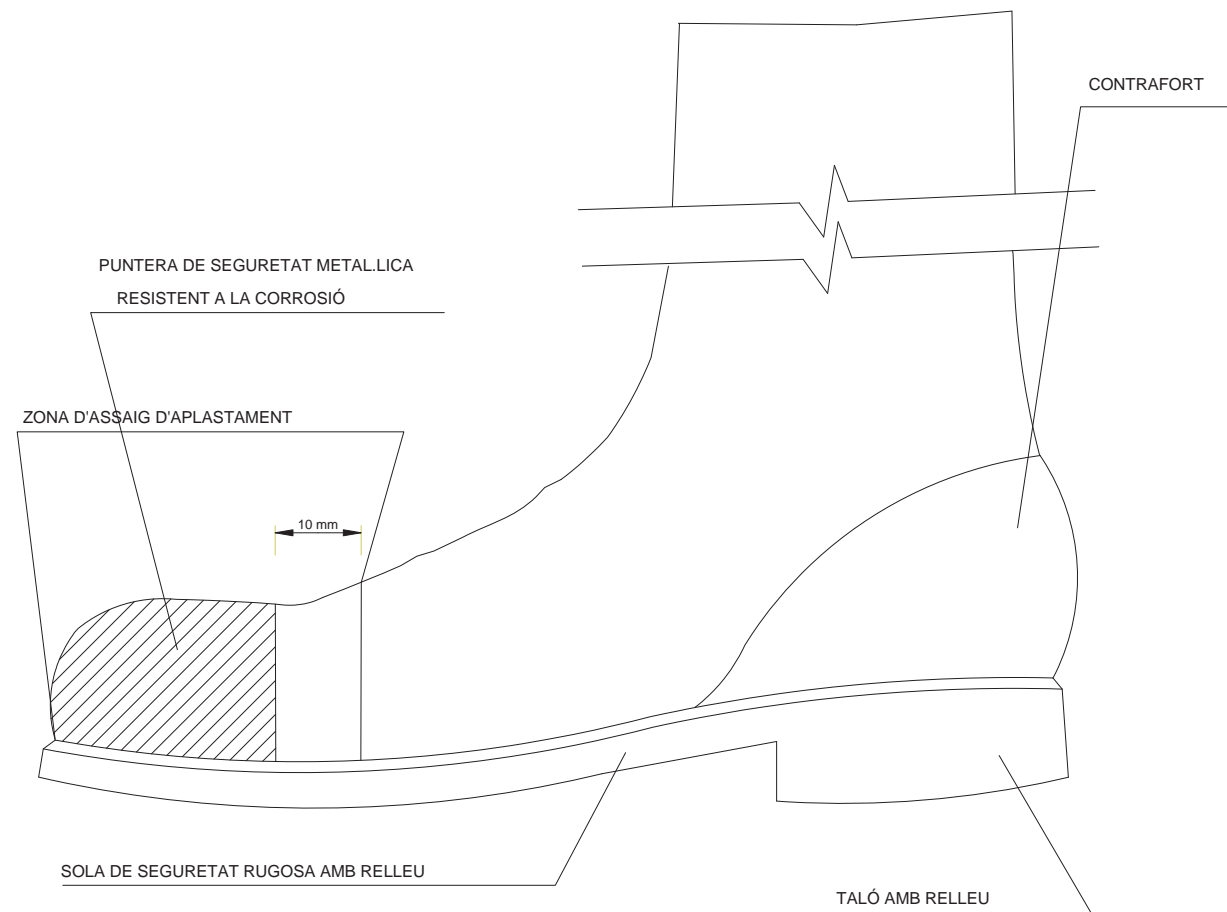 CONTRAFORT
PUNTERA DE SEGURETAT METAL.LICA
RESISTENT A LA CORROSIÓ
ZONA D'ASSAIG D'APLASTAMENT
10 mm
SOLA DE SEGURETAT RUGOSA AMB RELLEU
TALÓ AMB RELLEU